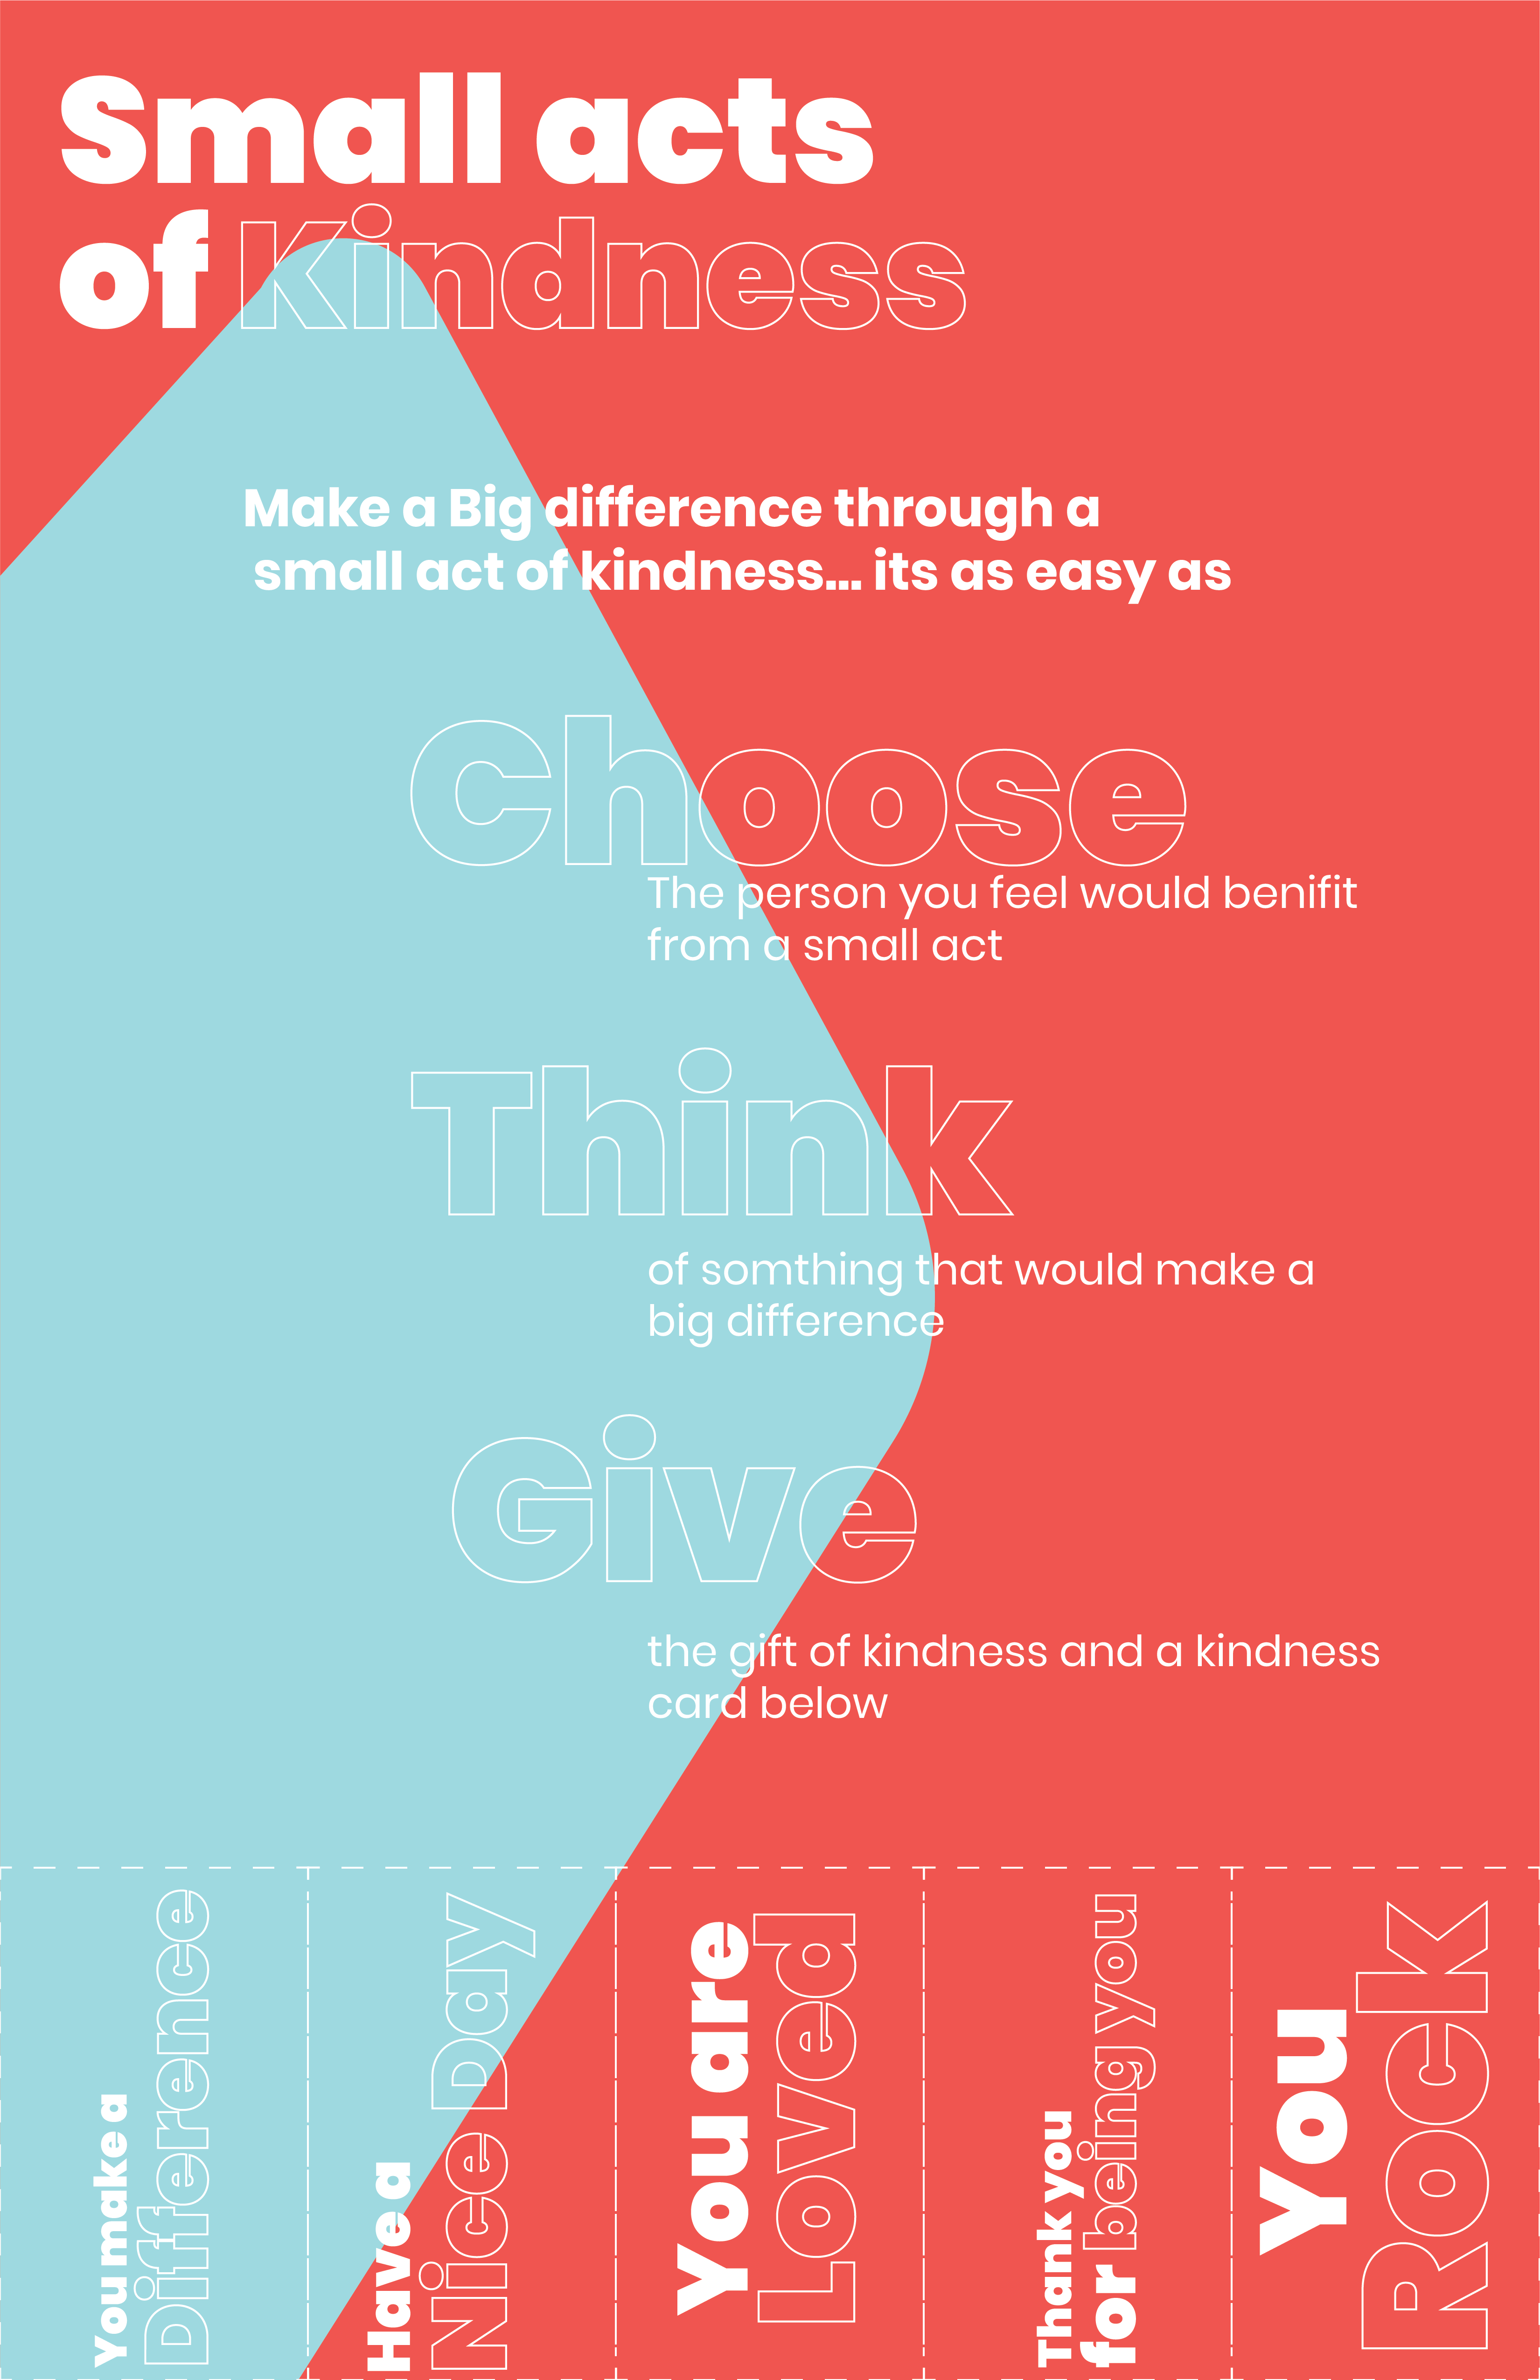 Small acts
of Kindness
Make a Big difference through a
small act of kindness... its as easy as
Choose
The person you feel would benifit
from a small act
Think
of somthing that would make a
big difference
Give
the gift of kindness and a kindness
card below
You make a
Difference
Have a
Nice Day
You are
Loved
Thank you
for being you
You
Rock